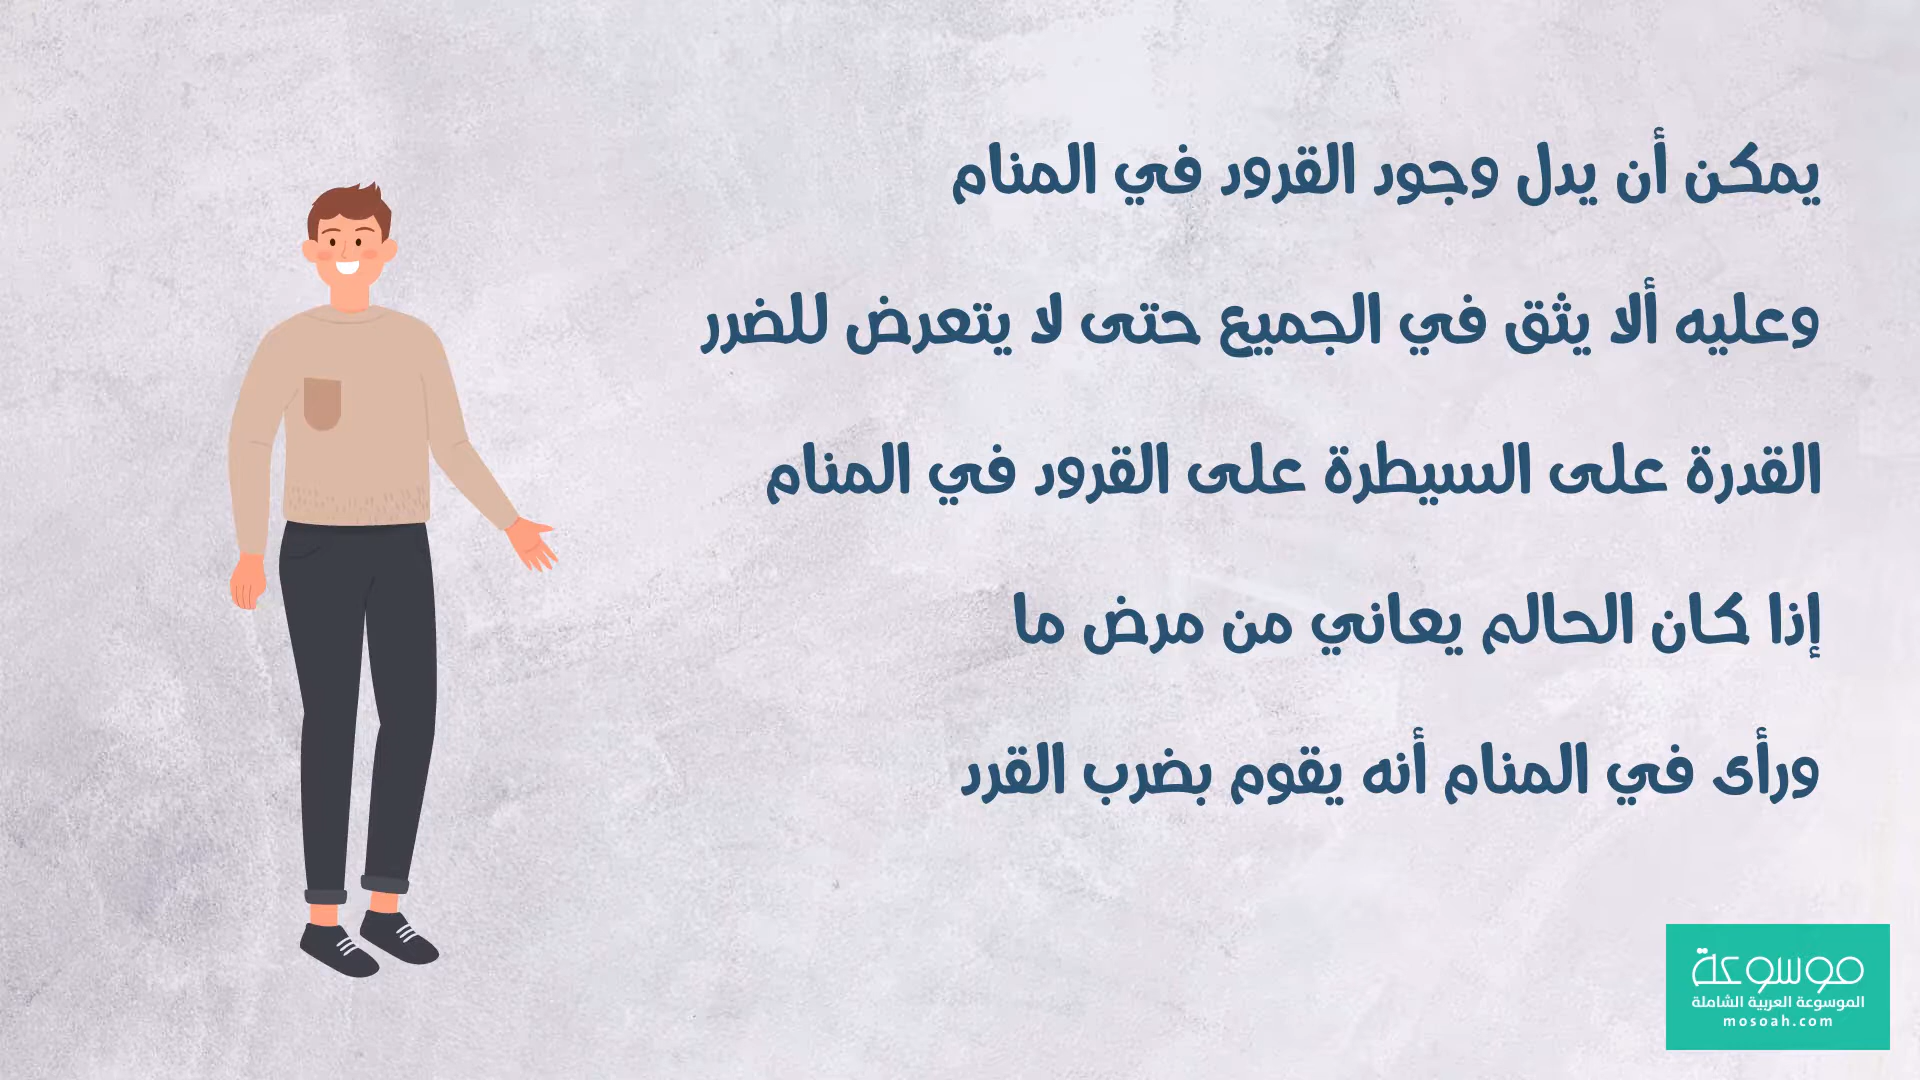 يمكن أن يدل وجود القرود في المنام
وعليه ألا يثق في الجميع حتى لا يتعرض للضرر
القدرة على السيطرة على القرود في المنام
إذا كان الحالم يعاني من مرض ما
ورأى في المنام أنه يقوم بضرب القرد
موسوعة
الموسوعة العربية الشاملة
mosoah.com